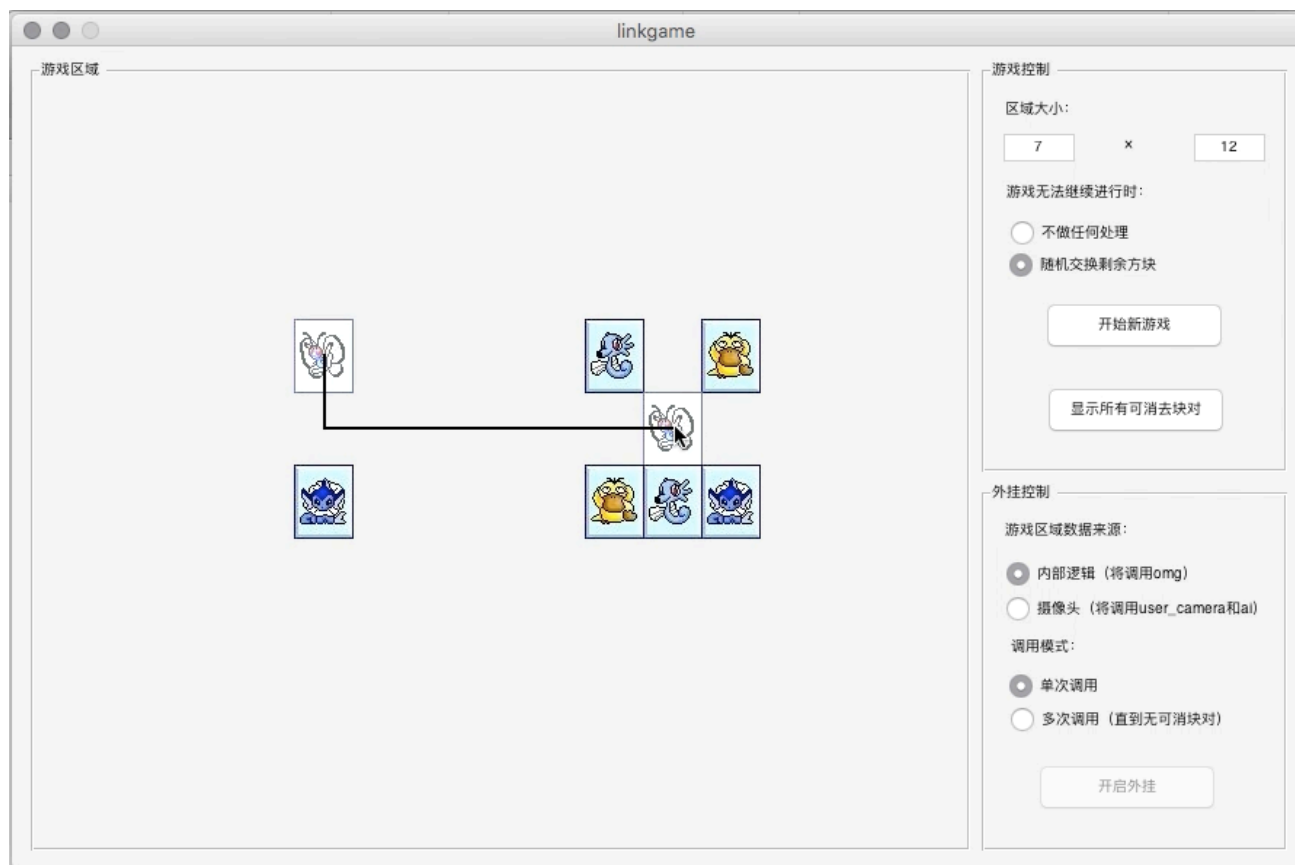 linkgame
游戏区域
游戏控制
区域大小:
7 x 12
游戏无法继续进行时:
不做任何处理
随机交换剩余方块
开始新游戏
显示所有可消去块对
外挂控制
游戏区域数据来源:
内部逻辑（将调用omg）
摄像头（将调用user_camera和ai）
调用模式:
单次调用
多次调用（直到无可消块对）
开启外挂